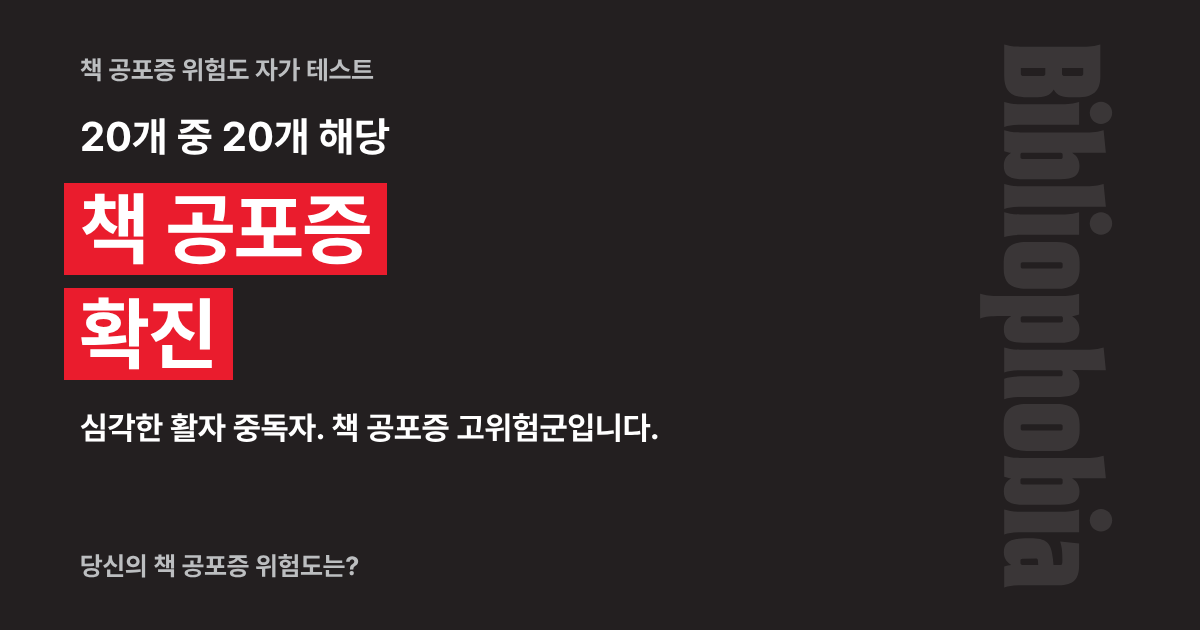 책 공포증 위험도 자가 테스트
20개 중 20개 해당
책 공포증
확진
심각한 활자 중독자. 책 공포증 고위험군입니다.
당신의 책 공포증 위험도는?
Bibliophobia